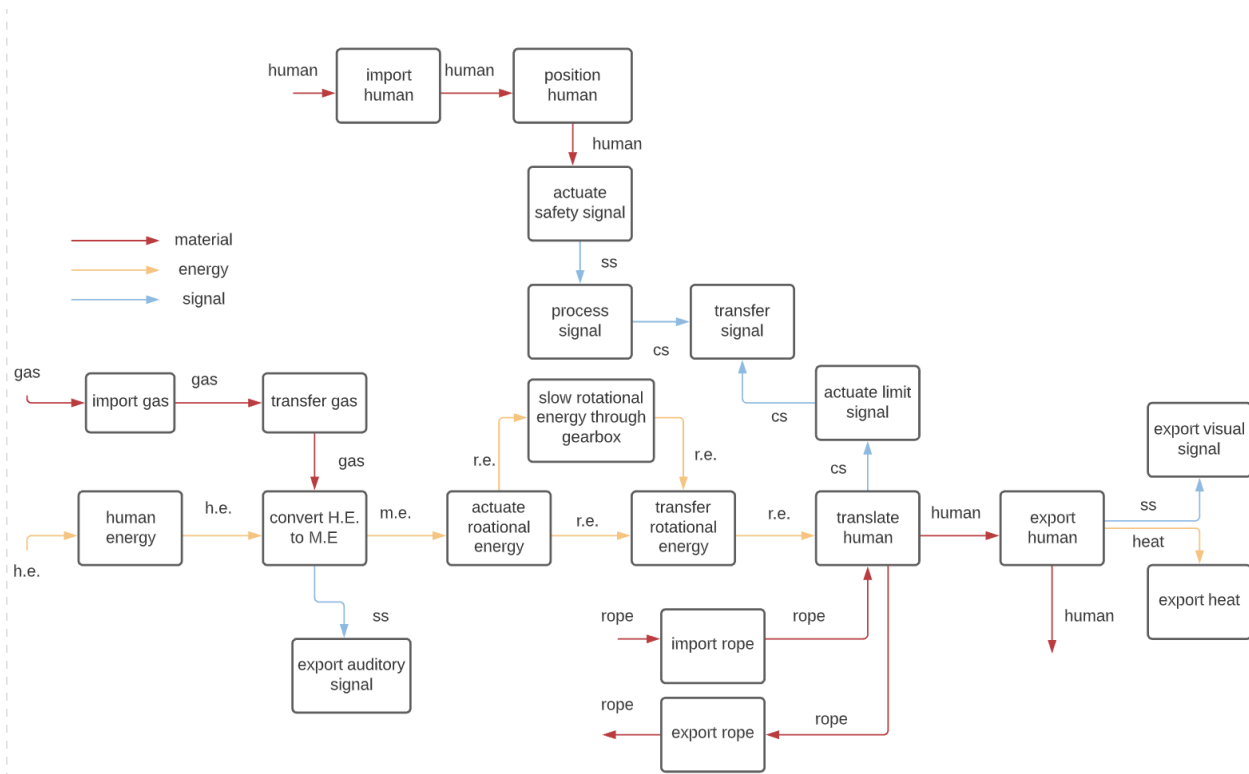 human
import
human
human
position
human
human
actuate
safety signal
material
energy
signal
ss
process
signal
cs
transfer
signal
gas
import gas
gas
transfer gas
gas
slow rotational
energy through
gearbox
r.e.
r.e.
cs
actuate limit
signal
cs
export visual
signal
h.e.
human
energy
h.e.
convert H.E.
to M.E
m.e.
actuate
roational
energy
r.e.
transfer
rotational
energy
r.e.
translate
human
human
export
human
ss
heat
export heat
human
ss
export auditory
signal
rope
import rope
rope
rope
export rope
rope